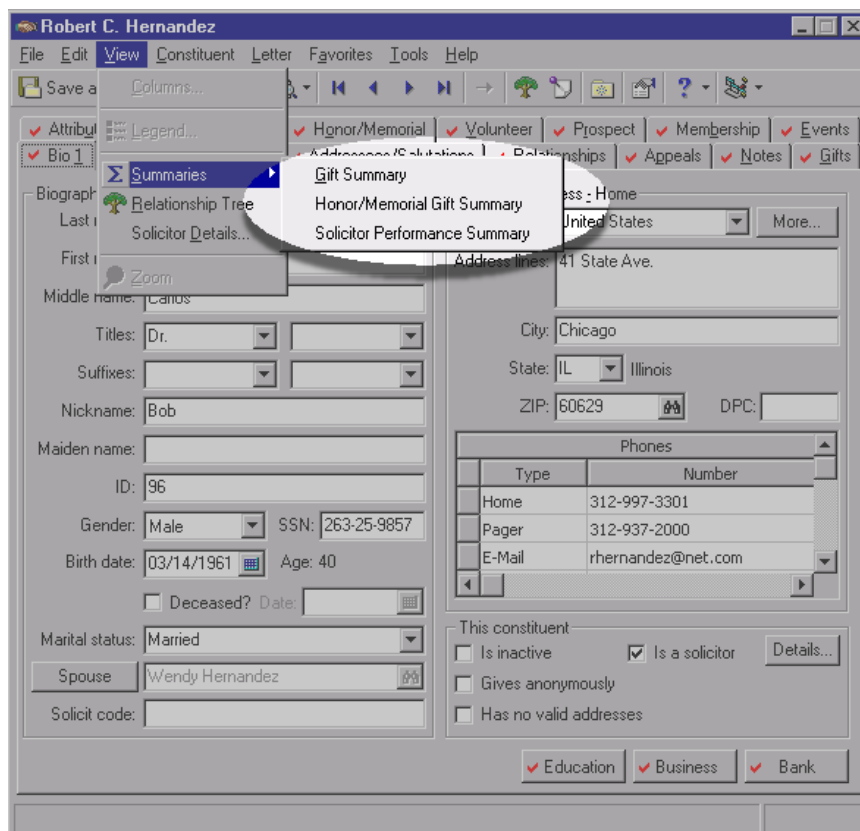 Robert C. Hernandez
File Edit View Constituent Letter Favorites Tools Help
Save a
Columns...
Legend...
Summaries
Relationship Tree
Solicitor Details...
Zoom
Gift Summary
Honor/Memorial Gift Summary
Solicitor Performance Summary
Attribut Honor/Memorial Volunteer Prospect Membership Events
Bio 1 Addresses/Salutations Relationships Appeals Notes Gifts
Biograph
Last
First
Middle name: Carlos
Titles: Dr.
Suffixes:
Nickname: Bob
Maiden name:
ID: 96
Gender: Male SSN: 263-25-9857
Birth date: 03/14/1961 Age: 40
Deceased? Date:
Marital status: Married
Spouse Wendy Hernandez
Solicit code:
ess - Home
United States More...
Address lines: 41 State Ave.
City: Chicago
State: IL Illinois
ZIP: 60629 DPC:
Phones
Type Number
Home 312-997-3301
Pager 312-937-2000
E-Mail rhernandez@net.com
This constituent
Is inactive Is a solicitor Details...
Gives anonymously
Has no valid addresses
Education Business Bank